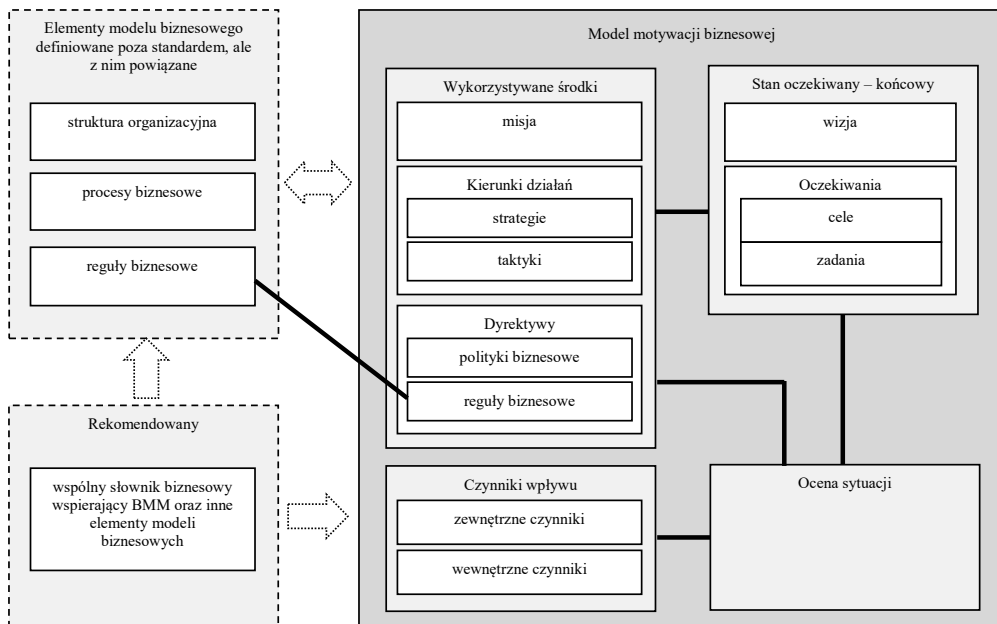 Elementy modelu biznesowego
definiowane poza standardem, ale
z nim powiązane
struktura organizacyjna
procesy biznesowe
reguły biznesowe
Rekomendowany
wspólny słownik biznesowy
wspierający BMM oraz inne
elementy modeli
biznesowych
Model motywacji biznesowej
Wykorzystywane środki
misja
Kierunki działań
strategie
taktyki
Dyrektywy
polityki biznesowe
reguły biznesowe
Stan oczekiwany – końcowy
wizja
Oczekiwania
cele
zadania
Czynniki wpływu
zewnętrzne czynniki
wewnętrzne czynniki
Ocena sytuacji